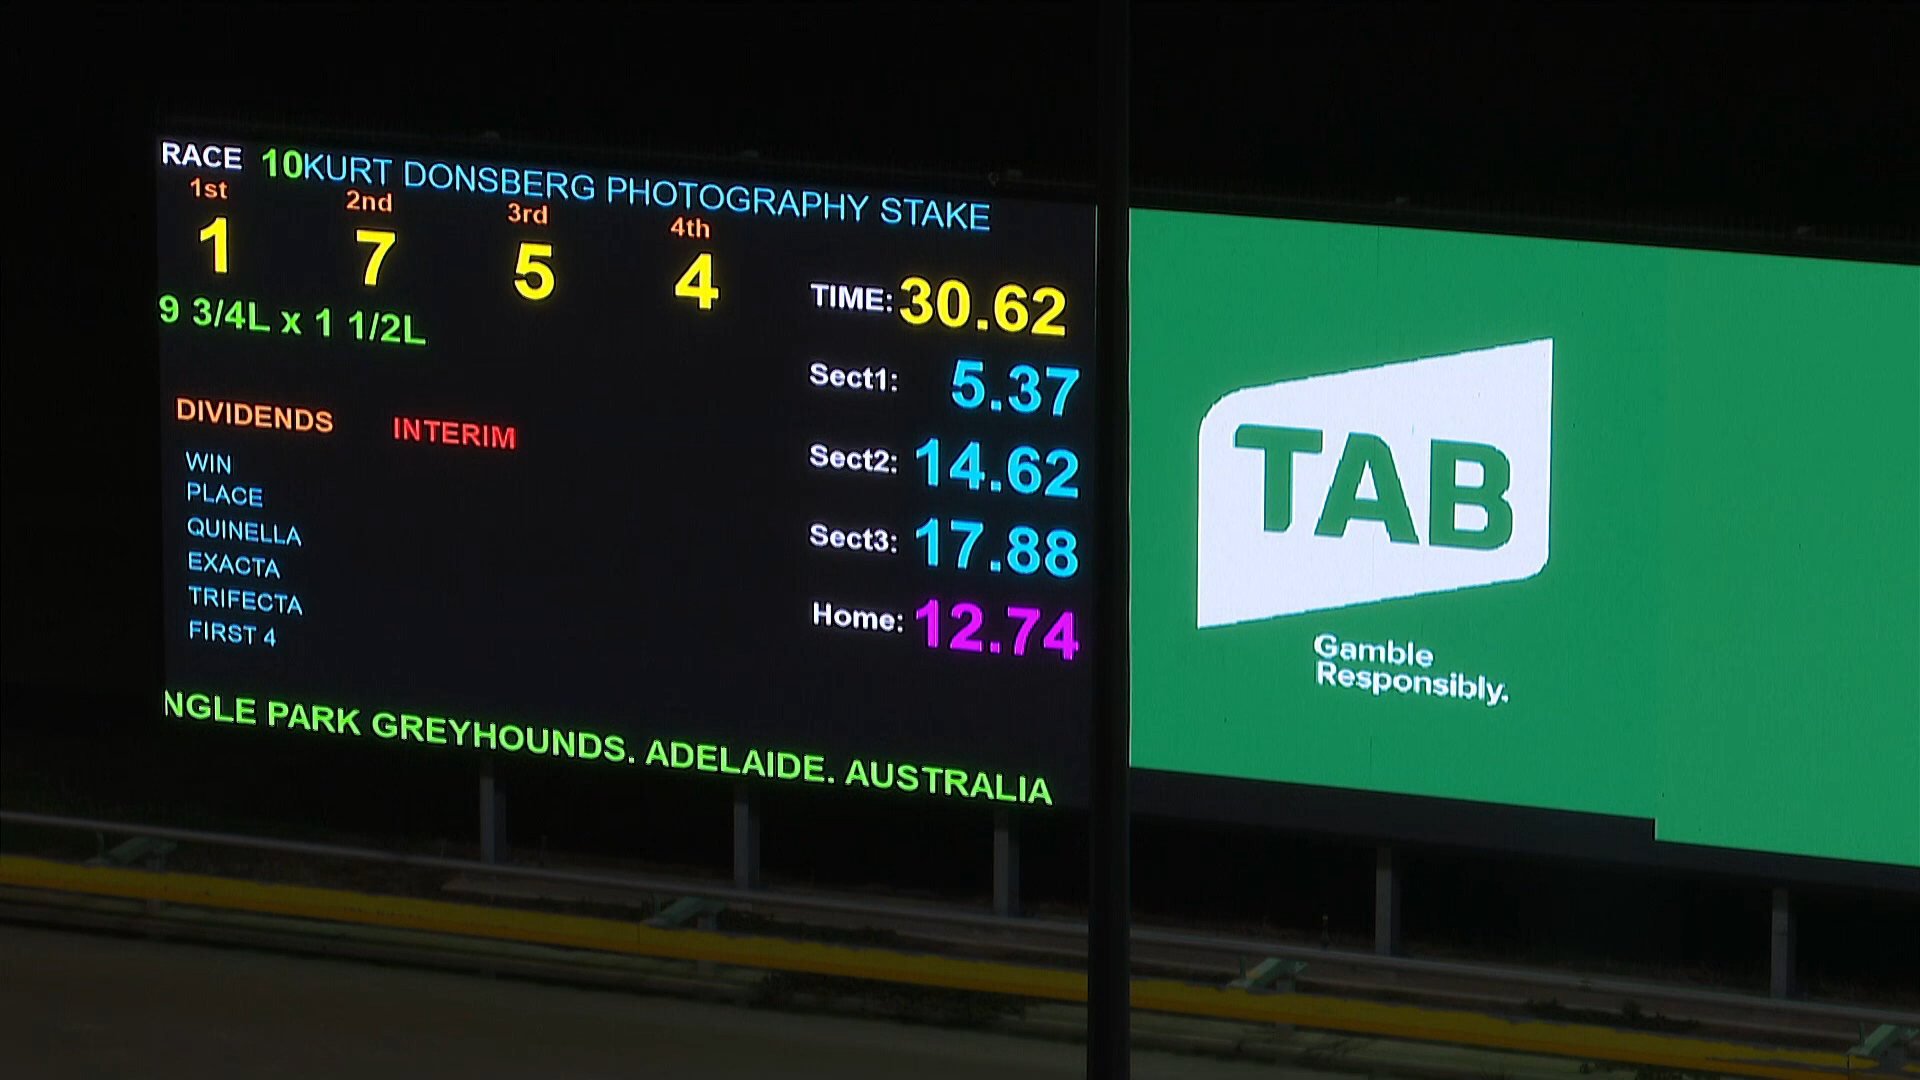 RACE 10KURT DONSBERG PHOTOGRAPHY STAKE
1st 2nd 3rd 4th
1 7 5 4
9 3/4L x 1 1/2L
TIME: 30.62
Sect1: 5.37
Sect2: 14.62
Sect3: 17.88
Home: 12.74
DIVIDENDS INTERIM
WIN
PLACE
QUINELLA
EXACTA
TRIFECTA
FIRST 4
NGLE PARK GREYHOUNDS. ADELAIDE. AUSTRALIA
TAB
Gamble
Responsibly.